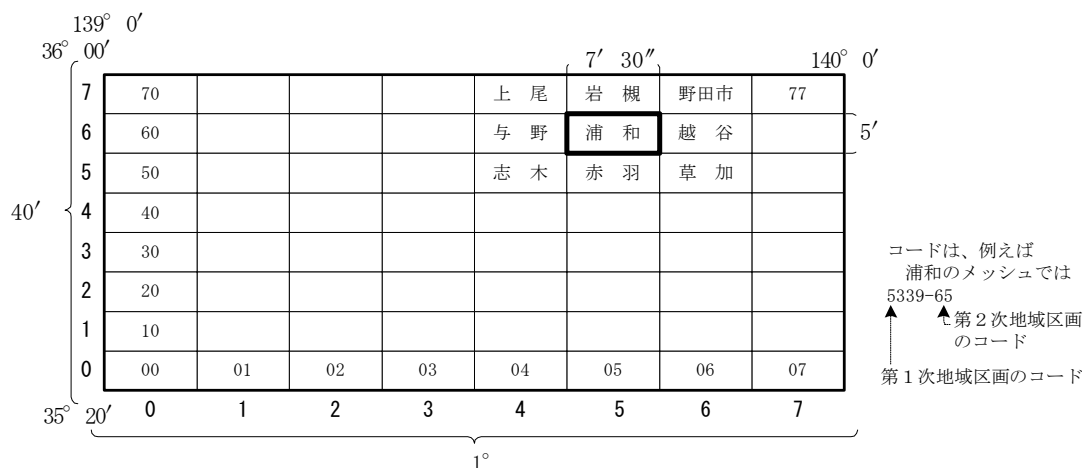 139° 0′
36° 00′
7′ 30″
140° 0′
7 70 上 尾 岩 槻 野田市 77
6 60 与 野 浦 和 越 谷
5′
5 50 志 木 赤 羽 草 加
40′
4 40
3 30
2 20
1 10
0 00 01 02 03 04 05 06 07
35° 20′
0 1 2 3 4 5 6 7
1°
コードは、例えば
浦和のメッシュでは
5339-65
第2次地域区画
のコード
第1次地域区画のコード